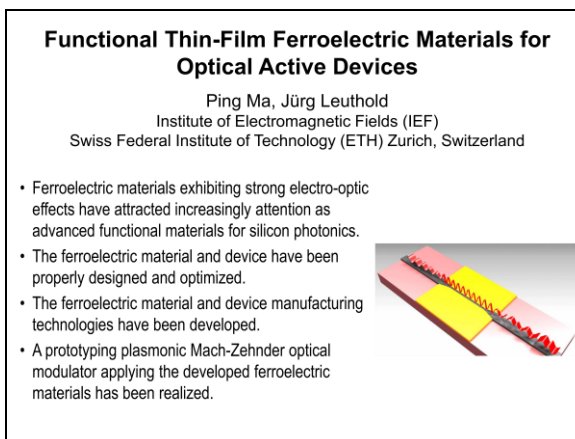 Functional Thin-Film Ferroelectric Materials for
Optical Active Devices
Ping Ma, Jürg Leuthold
Institute of Electromagnetic Fields (IEF)
Swiss Federal Institute of Technology (ETH) Zurich, Switzerland
• Ferroelectric materials exhibiting strong electro-optic
effects have attracted increasingly attention as
advanced functional materials for silicon photonics.
• The ferroelectric material and device have been
properly designed and optimized.
• The ferroelectric material and device manufacturing
technologies have been developed.
• A prototyping plasmonic Mach-Zehnder optical
modulator applying the developed ferroelectric
materials has been realized.